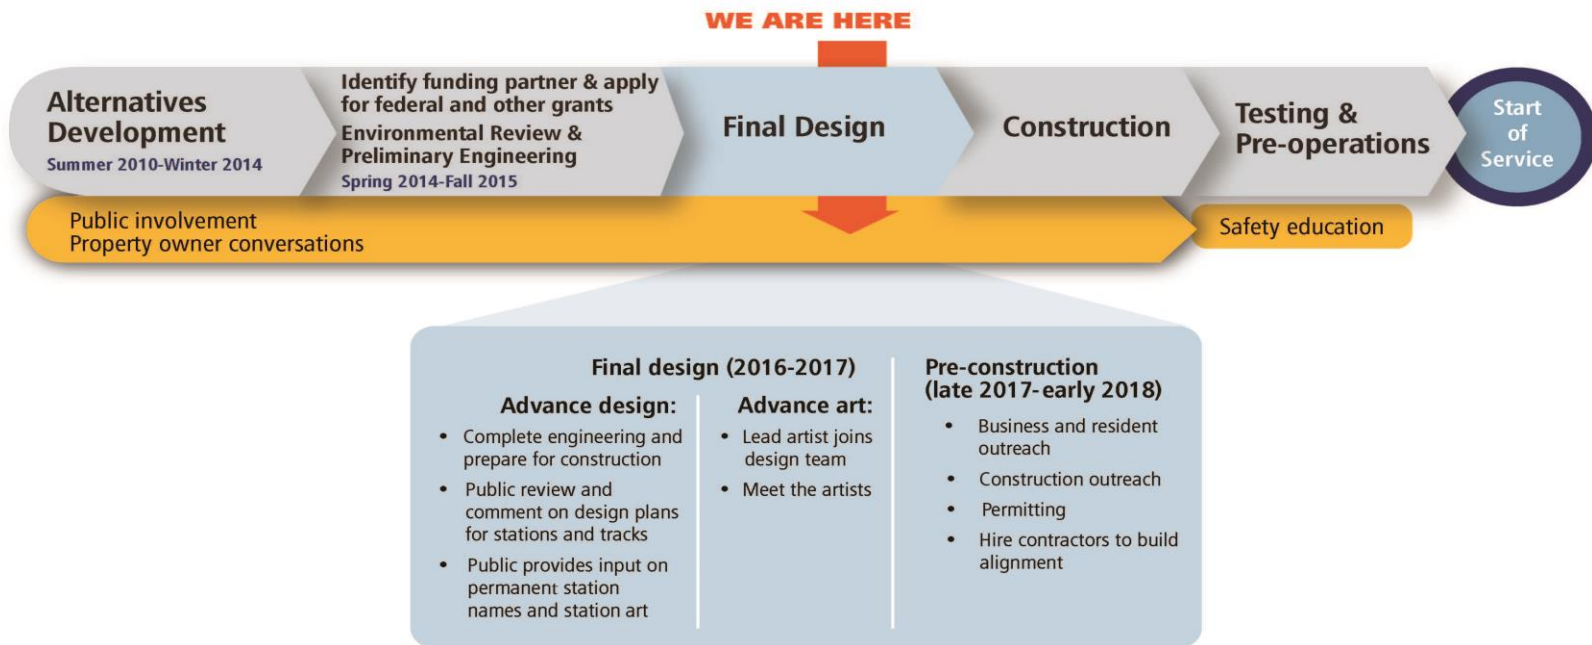 WE ARE HERE
Alternatives
Development
Summer 2010-Winter 2014
Identify funding partner & apply
for federal and other grants
Environmental Review &
Preliminary Engineering
Spring 2014-Fall 2015
Final Design
Construction
Testing &
Pre-operations
Start
of
Service
Public involvement
Property owner conversations
Safety education
Final design (2016-2017)
Advance design:
• Complete engineering and
prepare for construction
• Public review and
comment on design plans
for stations and tracks
• Public provides input on
permanent station
names and station art
Advance art:
• Lead artist joins
design team
• Meet the artists
Pre-construction
(late 2017-early 2018)
• Business and resident
outreach
• Construction outreach
• Permitting
• Hire contractors to build
alignment